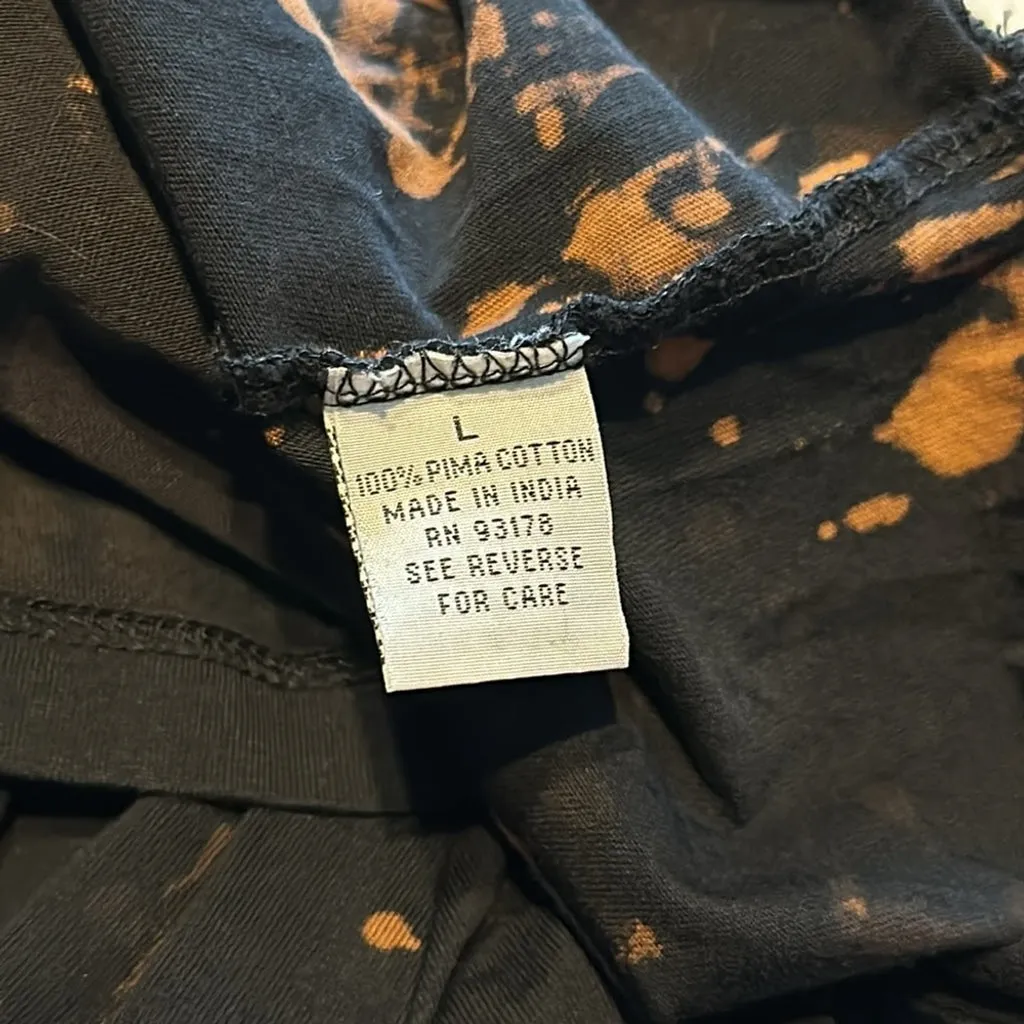 L
100% PIMA COTTON
MADE IN INDIA
RN 93178
SEE REVERSE
FOR CARE